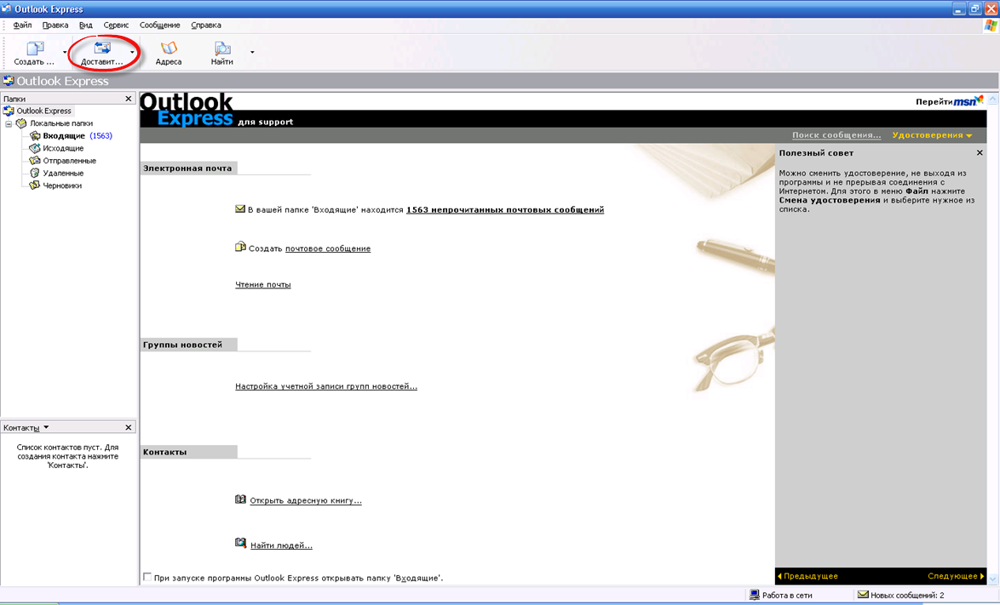 Outlook Express
Файл Правка Вид Сервис Сообщение Справка
Создать ... Доставит... Адреса Найти
Outlook Express
Папки
Outlook Express
Локальные папки
Входящие (1563)
Исходящие
Отправленные
Удаленные
Черновики
Контакты
Список контактов пуст. Для
создания контакта нажмите
'Контакты'.
Outlook
Express для support
Перейти msn
Поиск сообщения... Удостоверения
Электронная почта
В вашей папке 'Входящие' находится 1563 непрочитанных почтовых сообщений
Создать почтовое сообщение
Чтение почты
Группы новостей
Настройка учетной записи групп новостей...
Контакты
Открыть адресную книгу...
Найти людей...
При запуске программы Outlook Express открывать папку 'Входящие'.
Полезный совет
Можно сменить удостоверение, не выходя из
программы и не прерывая соединения с
Интернетом. Для этого в меню Файл нажмите
Смена удостоверения и выберите нужное из
списка.
Предыдущее Следующее
Работа в сети Новых сообщений: 2